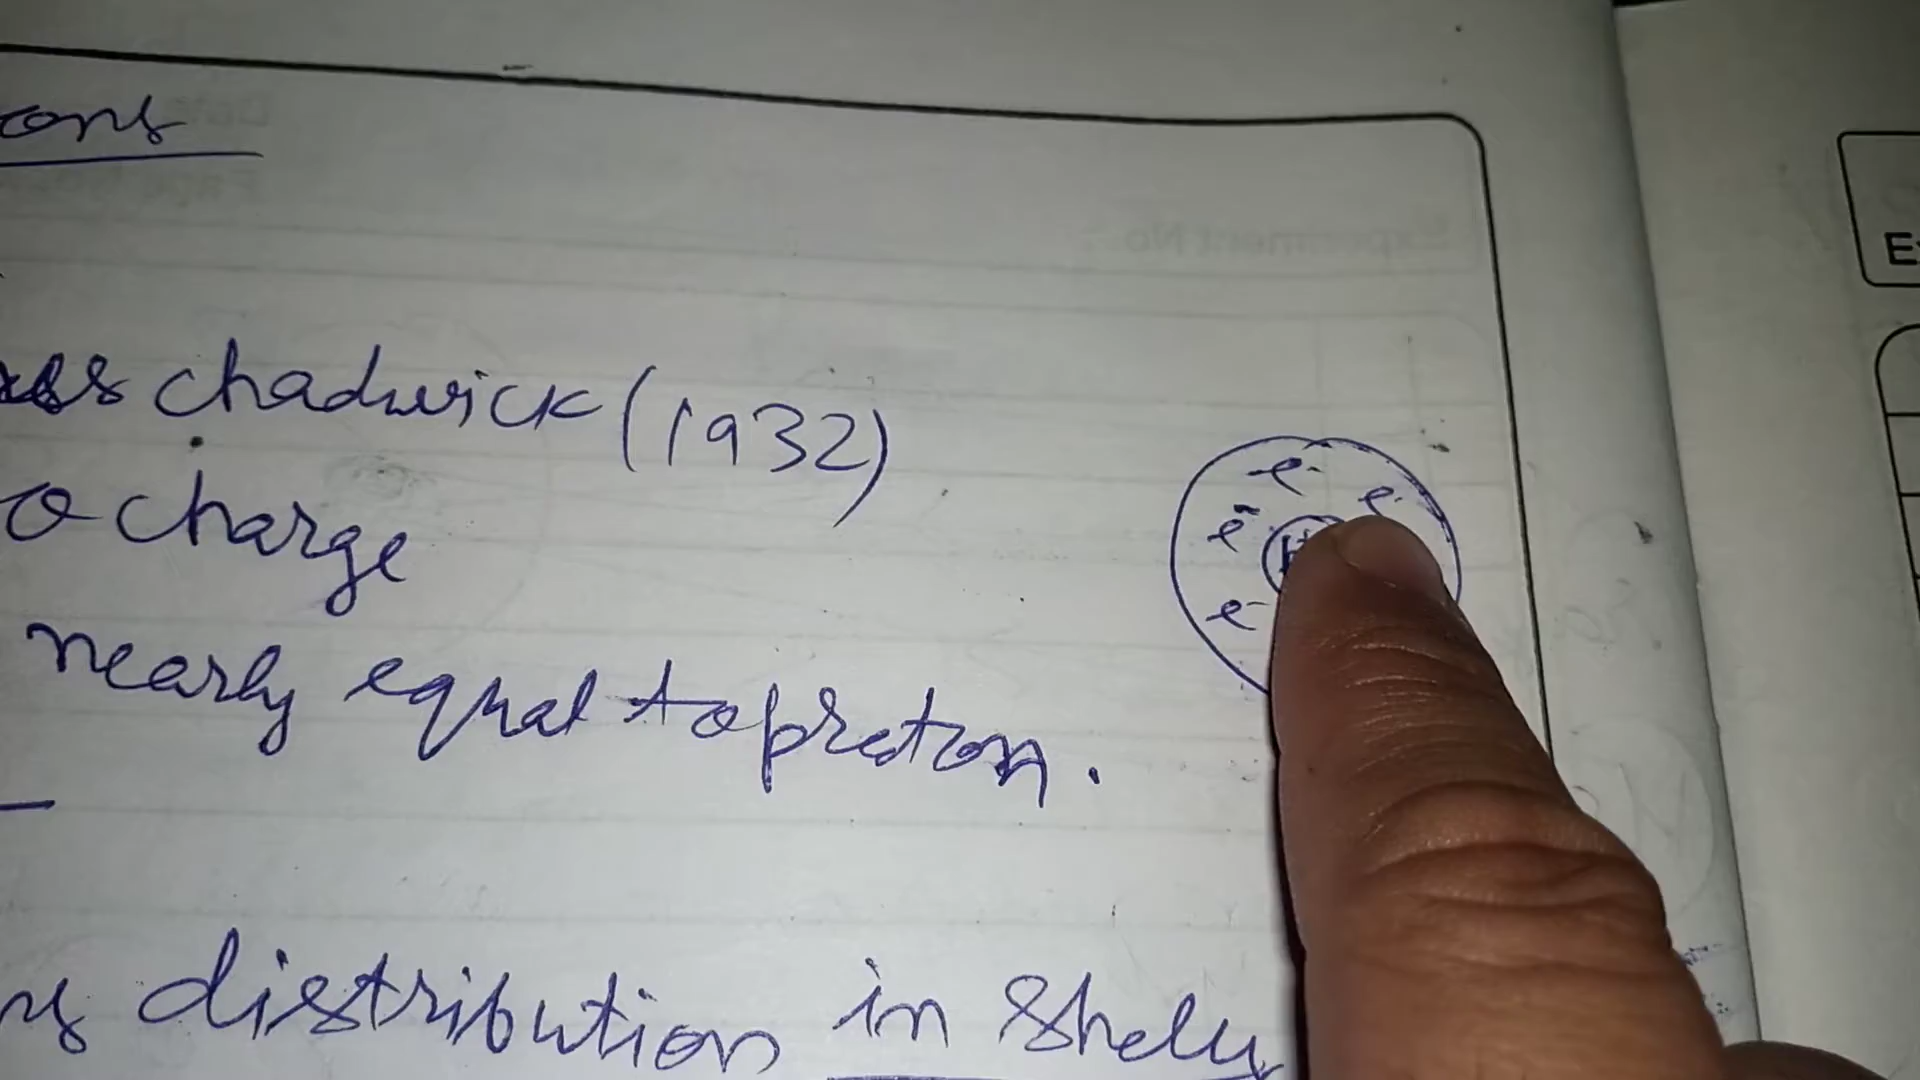 ons
chadwick (1932)
o charge
nearly equal to proton.
distribution in Shells
e- e-
e-
e-
E